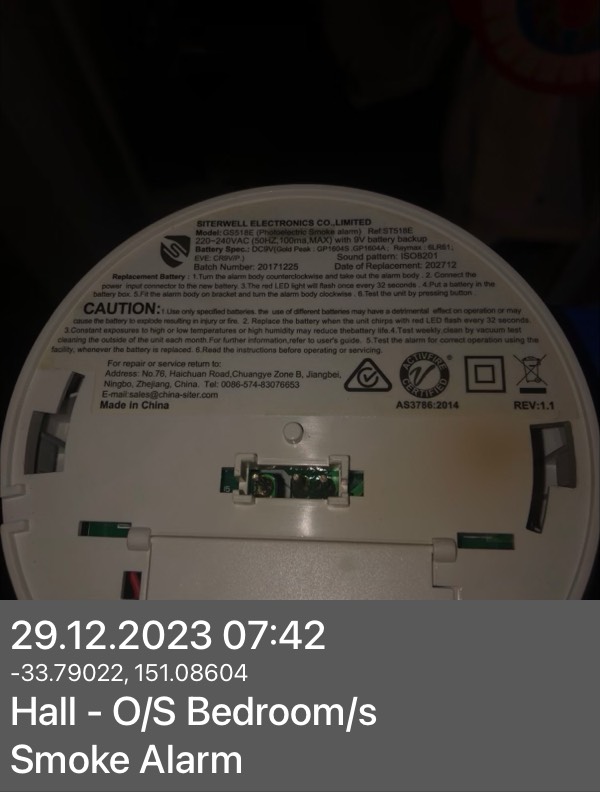 SITERWELL ELECTRONICS CO.,LIMITED
Model:GS518E (Photoelectric Smoke alarm) Ref:ST518E
220~240VAC (50HZ,100ma,MAX) with 9V battery backup
Battery Spec.: DC9V(Gold Peak : GP1604S\GP1604A; Raymax : 6LR61;
EVE: CR9V/P.) Sound pattern: ISO8201
Batch Number: 20171225 Date of Replacement: 202712
Replacement Battery : 1.Turn the alarm body counterclockwise and take out the alarm body . 2. Connect the
power input connector to the new battery. 3.The red LED light will flash once every 32 seconds .4.Put a battery in the
battery box. 5.Fit the alarm body on bracket and turn the alarm body clockwise . 6.Test the unit by pressing button .
CAUTION: 1.Use only specified batteries. the use of different batteries may have a detrimental effect on operation or may
cause the battery to explode resulting in injury or fire. 2. Replace the battery when the unit chirps with red LED flash every 32 seconds.
3.Constant exposures to high or low temperatures or high humidity may reduce thebattery life.4.Test weekly,clean by vacuum test
cleaning the outside of the unit each month.For further information,refer to user's guide. 5.Test the alarm for correct operation using the
facility, whenever the battery is replaced. 6.Read the instructions before operating or servicing.
For repair or service return to:
Address: No.76, Haichuan Road,Chuangye Zone B, Jiangbei,
Ningbo, Zhejiang, China. Tel: 0086-574-83076653
E-mail:sales@china-siter.com
Made in China
ACTIVFIRE
CERTIFIED
®
AS3786:2014
REV:1.1
29.12.2023 07:42
-33.79022, 151.08604
Hall - O/S Bedroom/s
Smoke Alarm